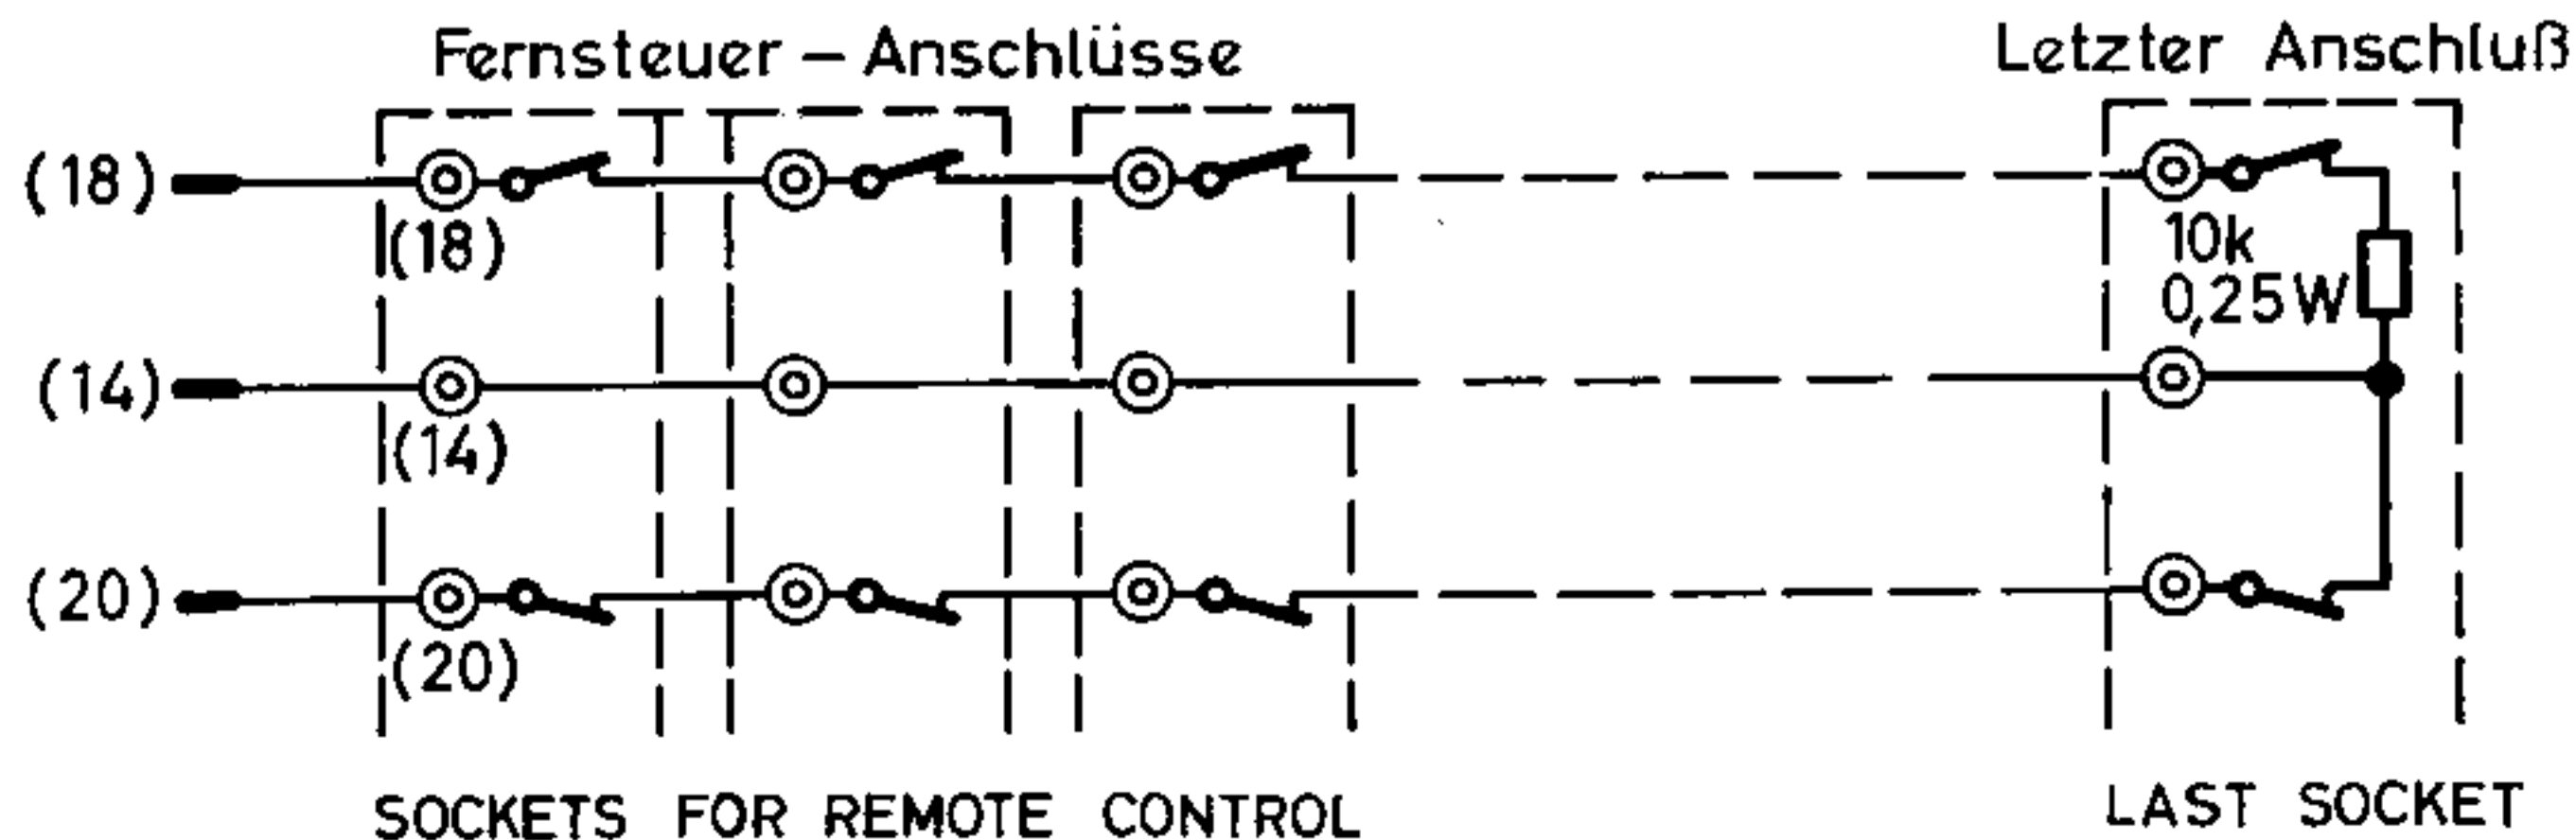 Fernsteuer – Anschlüsse
Letzter Anschluß
(18)
(18)
10k
0,25W
(14)
(14)
(20)
(20)
SOCKETS FOR REMOTE CONTROL
LAST SOCKET